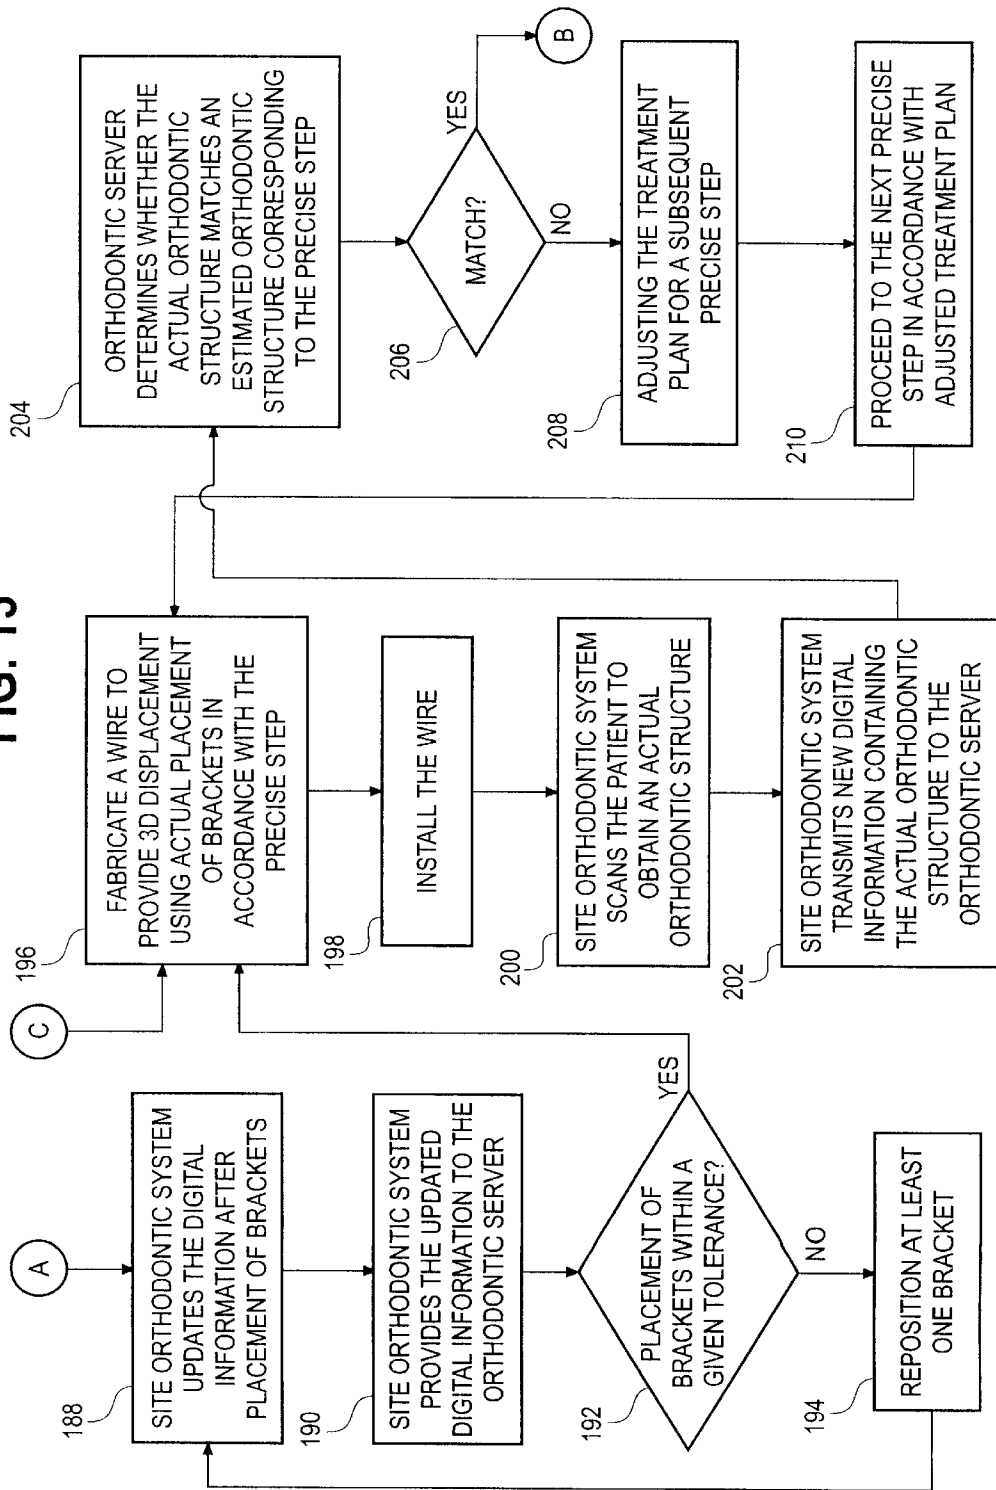 FIG.
A
SITE ORTHODONTIC SYSTEM
UPDATES THE DIGITAL
INFORMATION AFTER
PLACEMENT OF BRACKETS
188
SITE ORTHODONTIC SYSTEM
PROVIDES THE UPDATED
DIGITAL INFORMATION TO THE
ORTHODONTIC SERVER
190
PLACEMENT OF
BRACKETS WITHIN A
GIVEN TOLERANCE?
192
YES
NO
REPOSITION AT LEAST
ONE BRACKET
194
C
FABRICATE A WIRE TO
PROVIDE 3D DISPLACEMENT
USING ACTUAL PLACEMENT
OF BRACKETS IN
ACCORDANCE WITH THE
PRECISE STEP
196
INSTALL THE WIRE
198
SITE ORTHODONTIC SYSTEM
SCANS THE PATIENT TO
OBTAIN AN ACTUAL
ORTHODONTIC STRUCTURE
200
SITE ORTHODONTIC SYSTEM
TRANSMITS NEW DIGITAL
INFORMATION CONTAINING
THE ACTUAL ORTHODONTIC
STRUCTURE TO THE
ORTHODONTIC SERVER
202
ORTHODONTIC SERVER
DETERMINES WHETHER THE
ACTUAL ORTHODONTIC
STRUCTURE MATCHES AN
ESTIMATED ORTHODONTIC
STRUCTURE CORRESPONDING
TO THE PRECISE STEP
204
MATCH?
206
YES
B
NO
ADJUSTING THE TREATMENT
PLAN FOR A SUBSEQUENT
PRECISE STEP
208
PROCEED TO THE NEXT PRECISE
STEP IN ACCORDANCE WITH
ADJUSTED TREATMENT PLAN
210